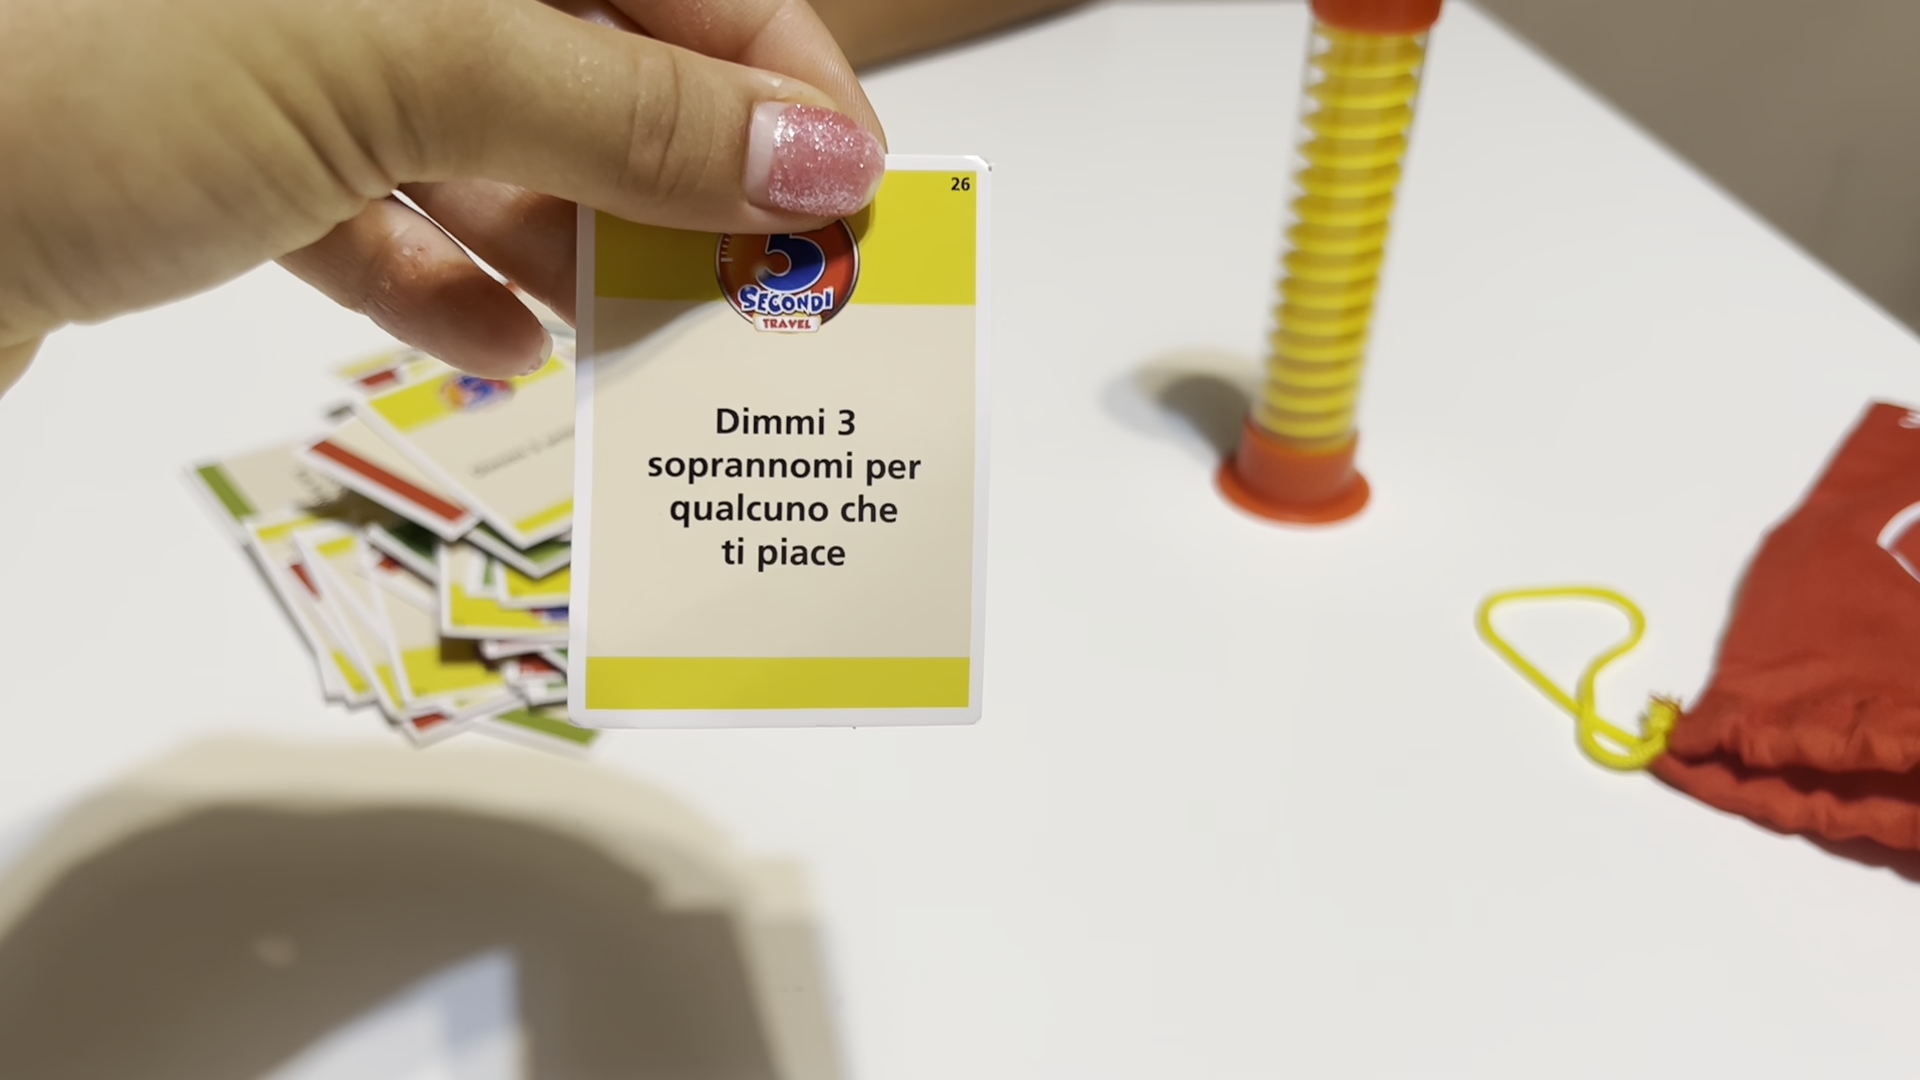 26
5
SECONDI
TRAVEL
Dimmi 3
soprannomi per
qualcuno che
ti piace